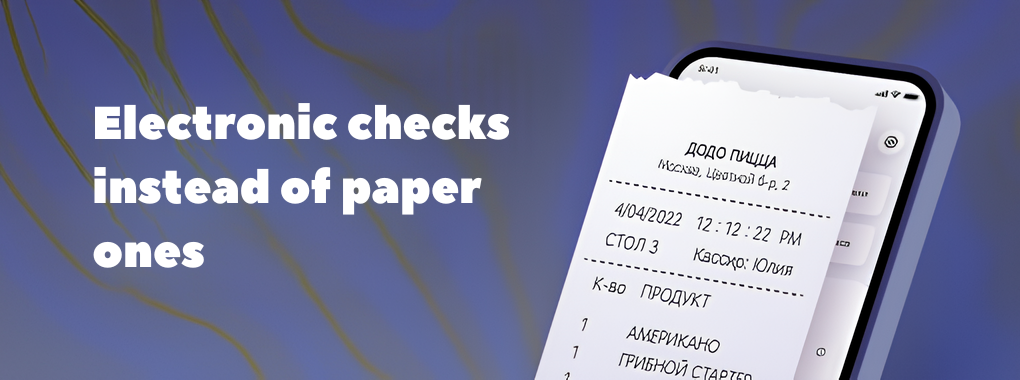 Electronic checks
instead of paper
ones
ДОДО ПИЦЦА
Москва, Цветной б-р, 2
4/04/2022 12 : 12 : 22 PM
СТОЛ 3 Юлия
К-во ПРОДУКТ
1 АМЕРИКАНО
1 ГРИБНОЙ СТАРТЕР